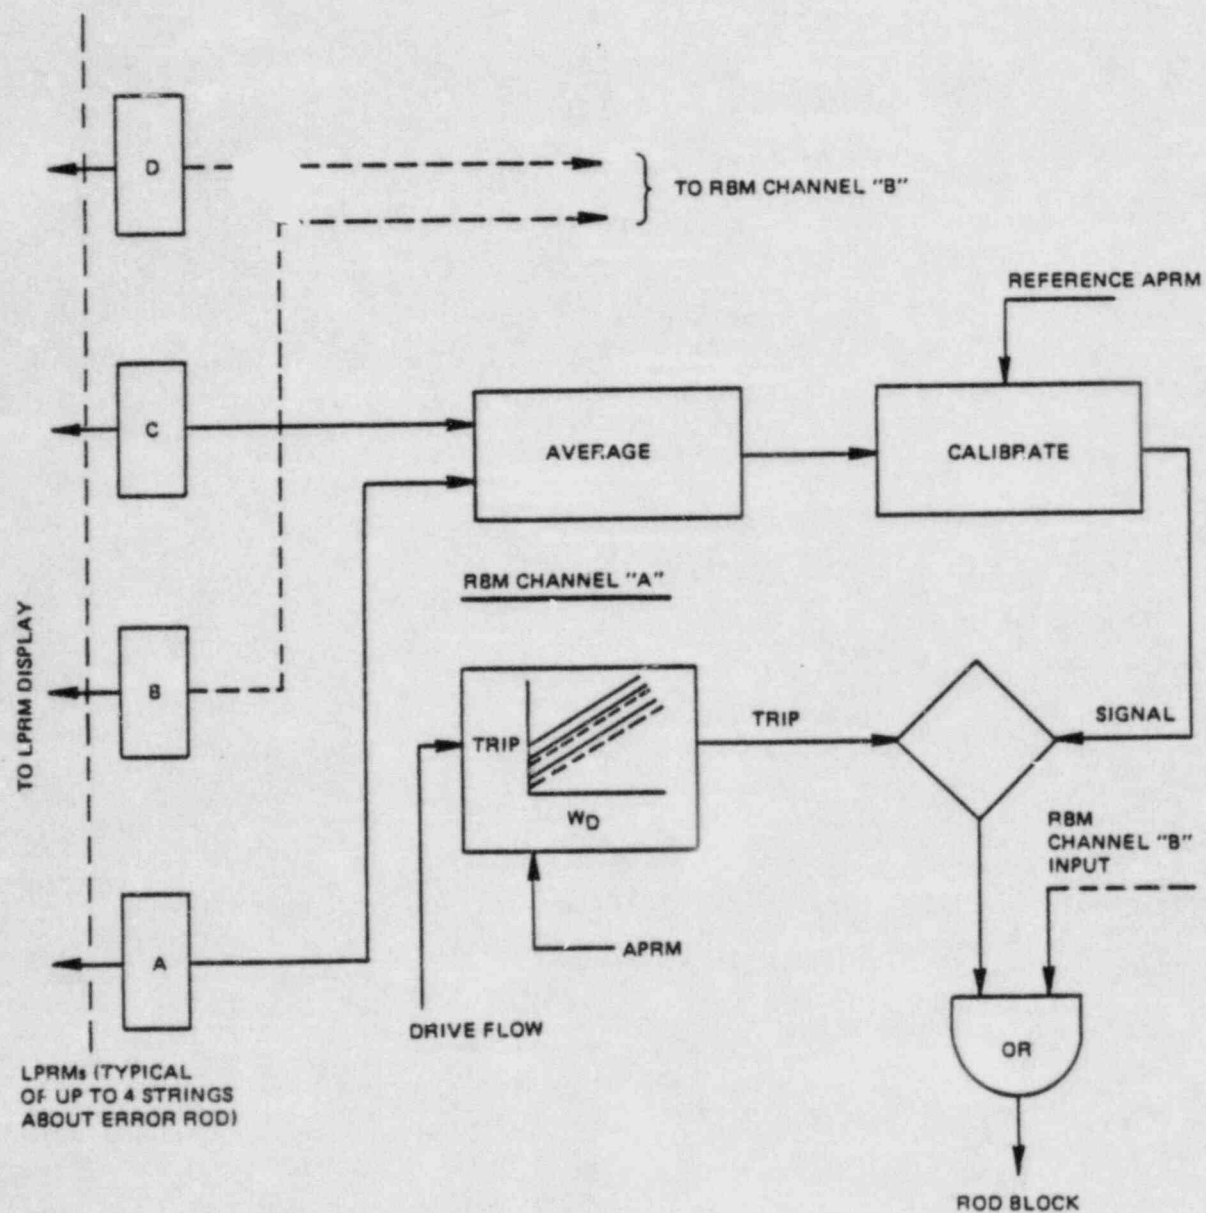 D
TO RBM CHANNEL "B"
REFERENCE APRM
C
AVERAGE
CALIBRATE
RBM CHANNEL "A"
TO LPRM DISPLAY
B
TRIP
WD
TRIP
SIGNAL
RBM
CHANNEL "B"
INPUT
A
APRM
DRIVE FLOW
OR
LPRMs (TYPICAL
OF UP TO 4 STRINGS
ABOUT ERROR ROD)
ROD BLOCK